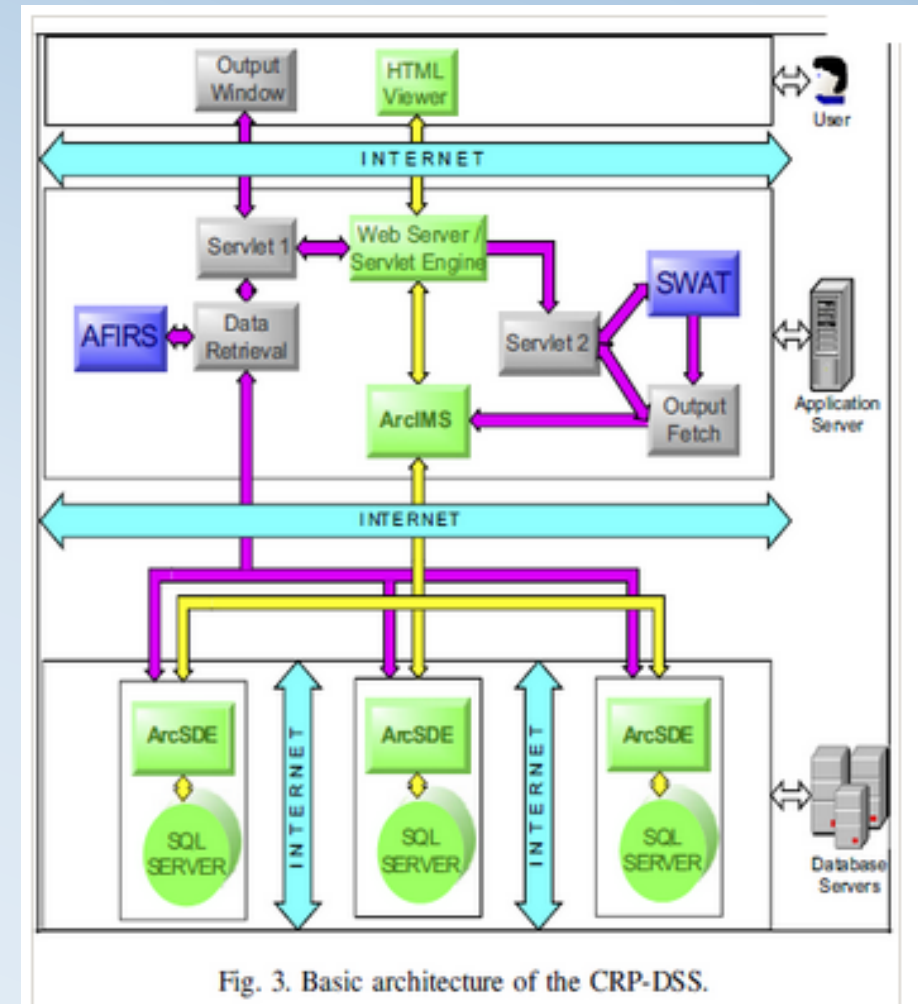 Output
Window
HTML
Viewer
User
INTERNET
Servlet 1
Web Server /
Servlet Engine
SWAT
AFIRS
Data
Retrieval
Servlet 2
Application
Server
ArcIMS
Output
Fetch
INTERNET
ArcSDE
SQL
SERVER
INTERNET
ArcSDE
SQL
SERVER
INTERNET
ArcSDE
SQL
SERVER
Database
Servers
Fig. 3. Basic architecture of the CRP-DSS.